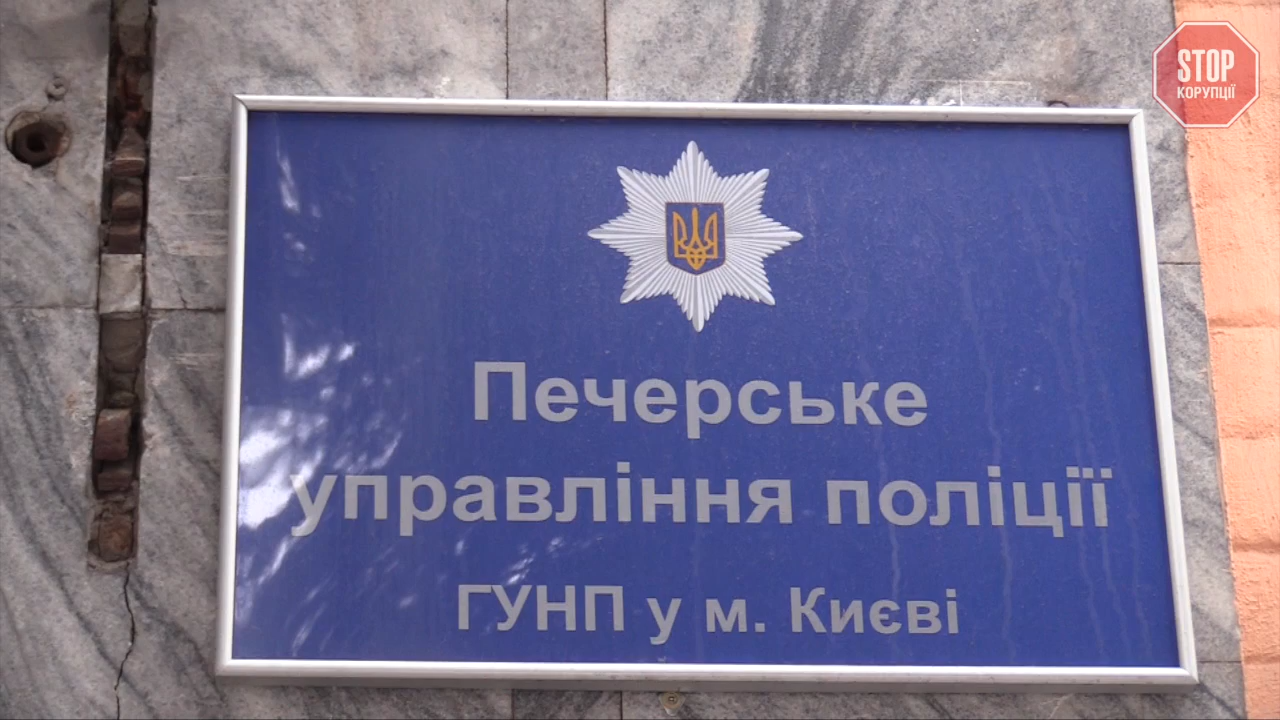 STOP
КОРУПЦІЇ
Печерське
управління поліції
ГУНП у м. Києві